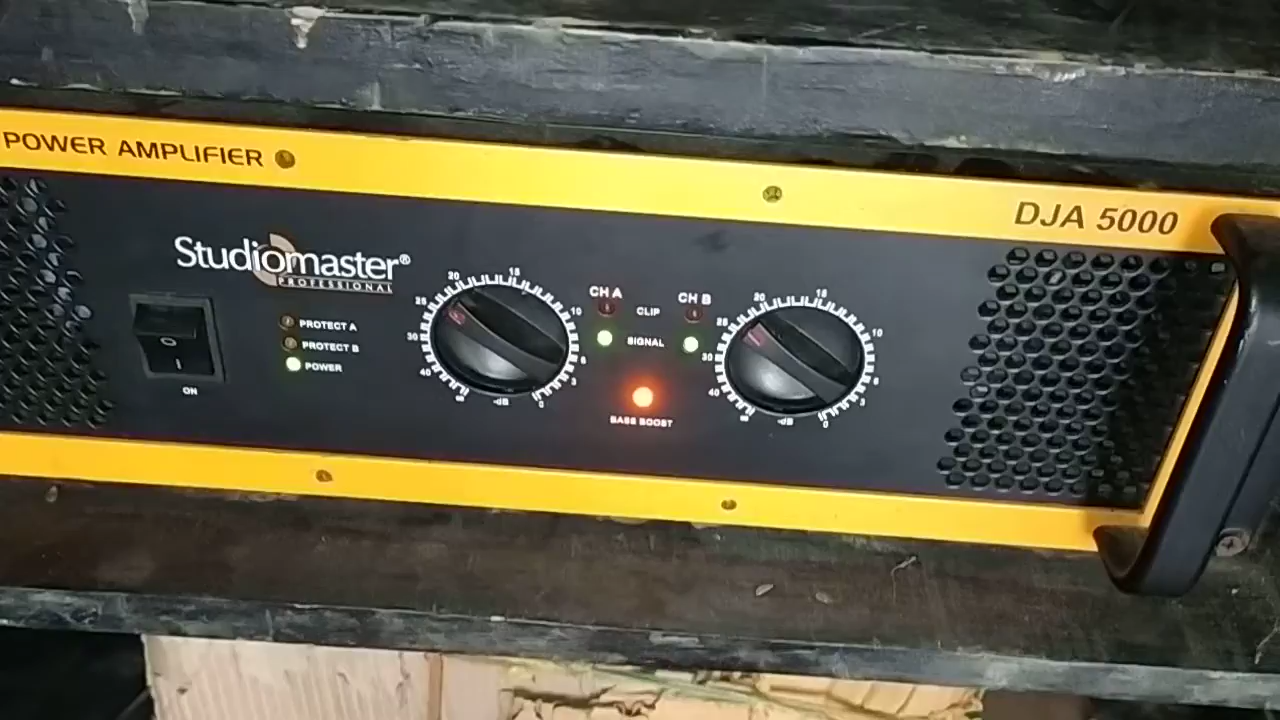 POWER AMPLIFIER
DJA 5000
Studiomaster®
PROFESSIONAL
PROTECT A
PROTECT B
POWER
ON
CH A
CH B
CLIP
SIGNAL
BASS BOOST
20
15
25
10
30
6
40
3
∞
-dB
0
20
15
25
10
30
6
40
3
∞
-dB
0